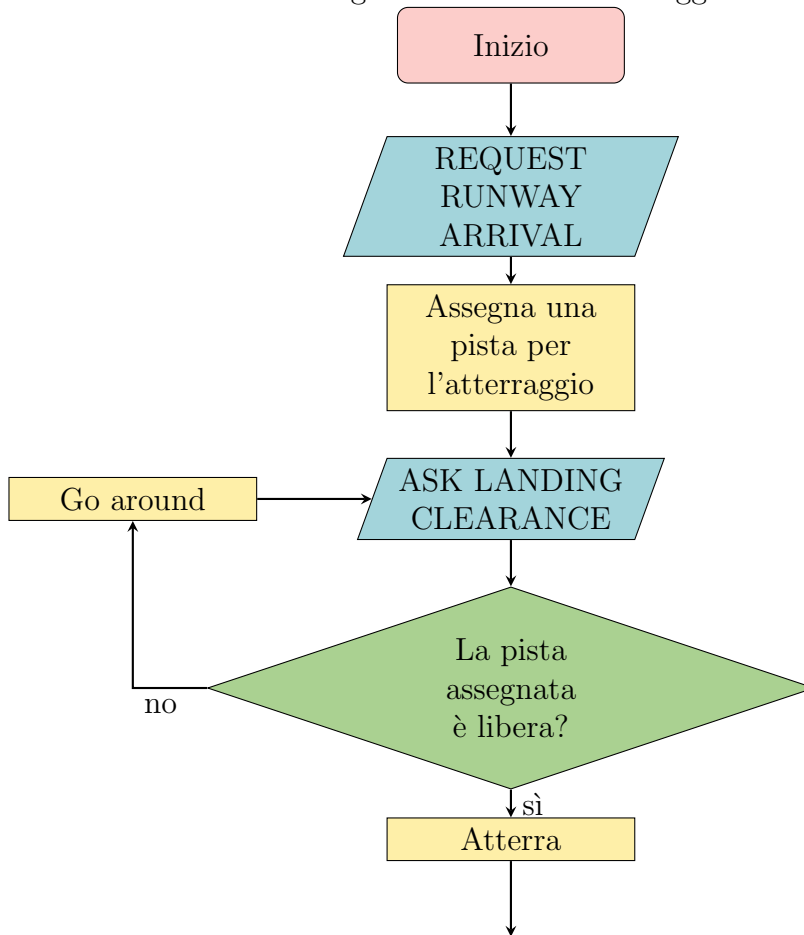 Inizio
REQUEST
RUNWAY
ARRIVAL
Assegna una
pista per
l'atterraggio
Go around
ASK LANDING
CLEARANCE
La pista
assegnata
è libera?
no
sì
Atterra